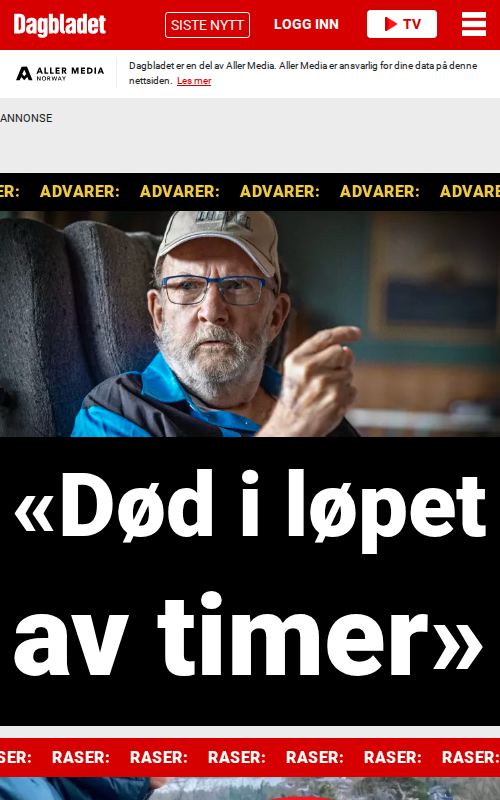 Dagbladet SISTE NYTT LOGG INN TV
ALLER MEDIA NORWAY
Dagbladet er en del av Aller Media. Aller Media er ansvarlig for dine data på denne
nettsiden. Les mer
ANNONSE
ER: ADVARER: ADVARER: ADVARER: ADVARER: ADVARE
«Død i løpet
av timer»
SER: RASER: RASER: RASER: RASER: RASER: RASER: